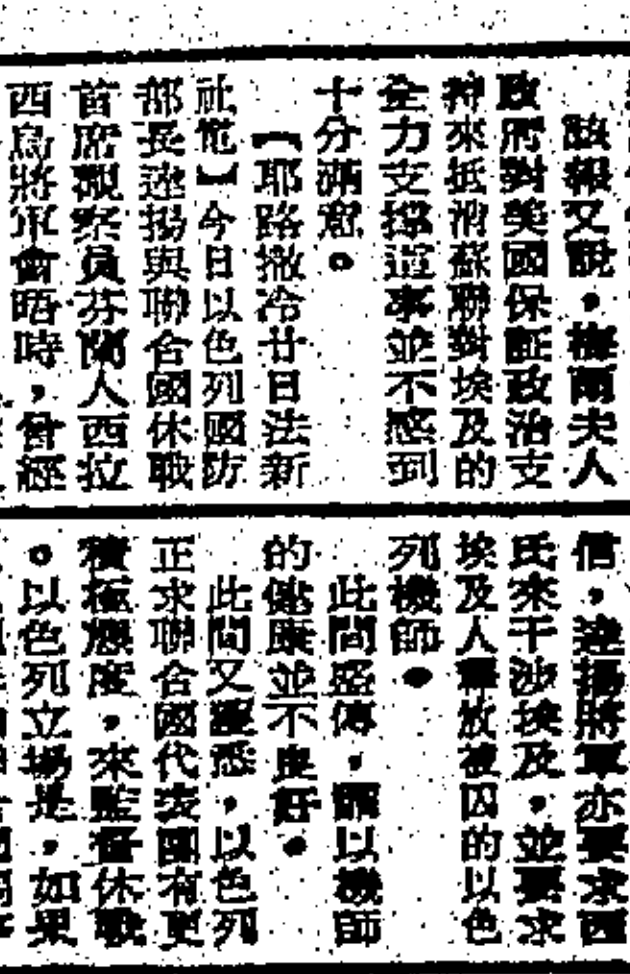 該報又說，梅爾夫人
政府對美國保証政治支
持來抵消蘇聯對埃及的
全力支撐這事並不感到
十分滿意。
【耶路撒冷廿日法新
社電】今日以色列國防
部長達揚與聯合國休戰
首席觀察員芬蘭人西拉
西烏將軍會晤時，曾經
信，達揚將軍亦要求西
氏來干涉埃及，並要求
埃及人釋放被囚的以色
列機師。
此間盛傳，謂以機師
的健康並不良好。
此間又獲悉，以色列
正求聯合國代表團有更
積極態度，來監督休戰
。以色列立場是，如果